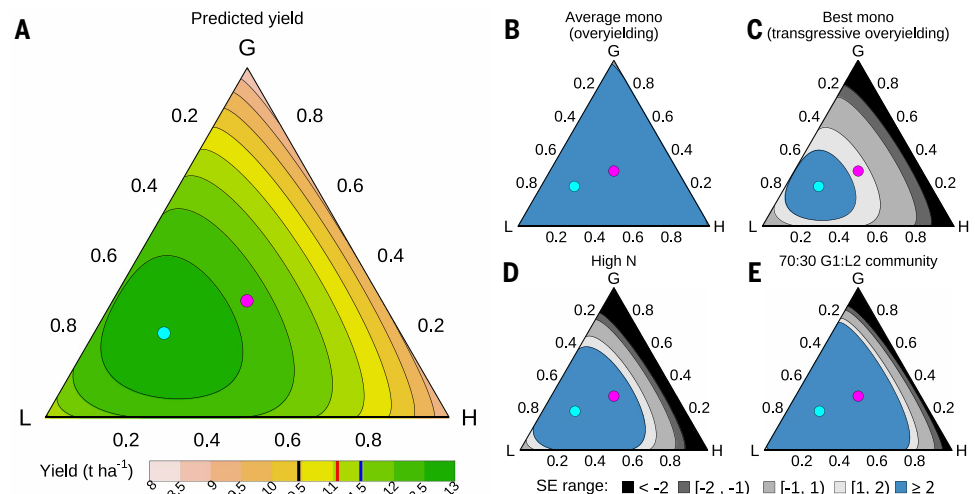 A
Predicted yield
G
0.2
0.8
0.4
0.6
0.6
0.4
0.8
0.2
L
H
0.2
0.4
0.6
0.8
Yield (t ha-1)
8
9
10
11
12
13
B
Average mono
(overyielding)
G
0.2
0.8
0.4
0.6
0.6
0.4
0.8
0.2
L
H
0.2
0.4
0.6
0.8
C
Best mono
(transgressive overyielding)
G
0.2
0.8
0.4
0.6
0.6
0.4
0.8
0.2
L
H
0.2
0.4
0.6
0.8
D
High N
G
0.2
0.8
0.4
0.6
0.6
0.4
0.8
0.2
L
H
0.2
0.4
0.6
0.8
E
70:30 G1:L2 community
G
0.2
0.8
0.4
0.6
0.6
0.4
0.8
0.2
L
H
0.2
0.4
0.6
0.8
SE range: < -2 [-2 , -1) [-1, 1) [1, 2) ≥ 2